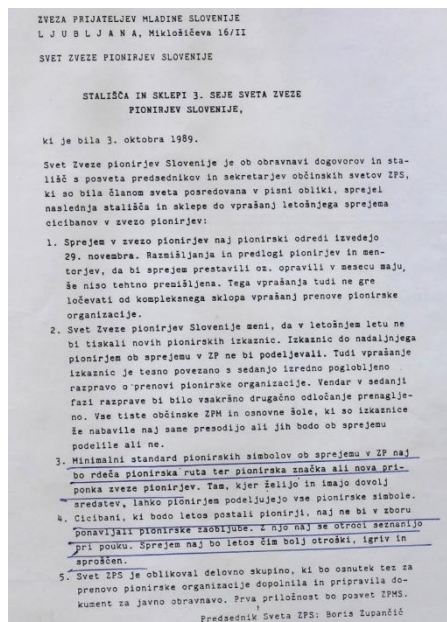 ZVEZA PRIJATELJEV MLADINE SLOVENIJE
L J U B L J A N A, Miklošičeva 16/II
SVET ZVEZE PIONIRJEV SLOVENIJE
STALIŠČA IN SKLEPI 3. SEJE SVETA ZVEZE
PIONIRJEV SLOVENIJE,
ki je bila 3. oktobra 1989.
Svet Zveze pionirjev Slovenije je ob obravnavi dogovorov in sta-
lišč s posveta predsednikov in sekretarjev občinskih svetov ZPS,
ki so bila članom sveta posredovana v pisni obliki, sprejel
naslednja stališča in sklepe do vprašanj letošnjega sprejema
cicibanov v zvezo pionirjev:
1. Sprejem v zvezo pionirjev naj pionirski odredi izvedejo
29. novembra. Razmišljanja in predlogi pionirjev in men-
torjev, da bi sprejem prestavili oz. opravili v mesecu maju,
še niso tehtno premišljena. Tega vprašanja tudi ne gre
ločevati od kompleksnega sklopa vprašanj prenove pionirske
organizacije.
2. Svet Zveze pionirjev Slovenije meni, da v letošnjem letu ne
bi tiskali novih pionirskih izkaznic. Izkaznic do nadaljnjega
pionirjem ob sprejemu v ZP ne bi podeljevali. Tudi vprašanje
izkaznic je tesno povezano s sedanjo izredno poglobljeno
razpravo o prenovi pionirske organizacije. Vendar v sedanji
fazi razprave bi bilo vsakršno drugačno odločanje prenaglje-
no. Vse tiste občinske ZPM in osnovne šole, ki so izkaznice
že nabavile naj same presodijo ali jih bodo ob sprejemu
podelile ali ne.
3. Minimalni standard pionirskih simbolov ob sprejemu v ZP naj
bo rdeča pionirska ruta ter pionirska značka ali nova pri-
ponka zveze pionirjev. Tam, kjer želijo in imajo dovolj
sredstev, lahko pionirjem podeljujejo vse pionirske simbole.
4. Cicibani, ki bodo letos postali pionirji, naj ne bi v zboru
ponavljali pionirske zaobljube. Z njo naj se otroci seznanijo
pri pouku. Sprejem naj bo letos čim bolj otroški, igriv in
sproščen.
5. Svet ZPS je oblikoval delovno skupino, ki bo osnutek tez za
prenovo pionirske organizacije dopolnila in pripravila do-
kument za javno obravnavo. Prva priložnost bo posvet ZPMS.
Predsednik Sveta ZPS: Boris Zupančič